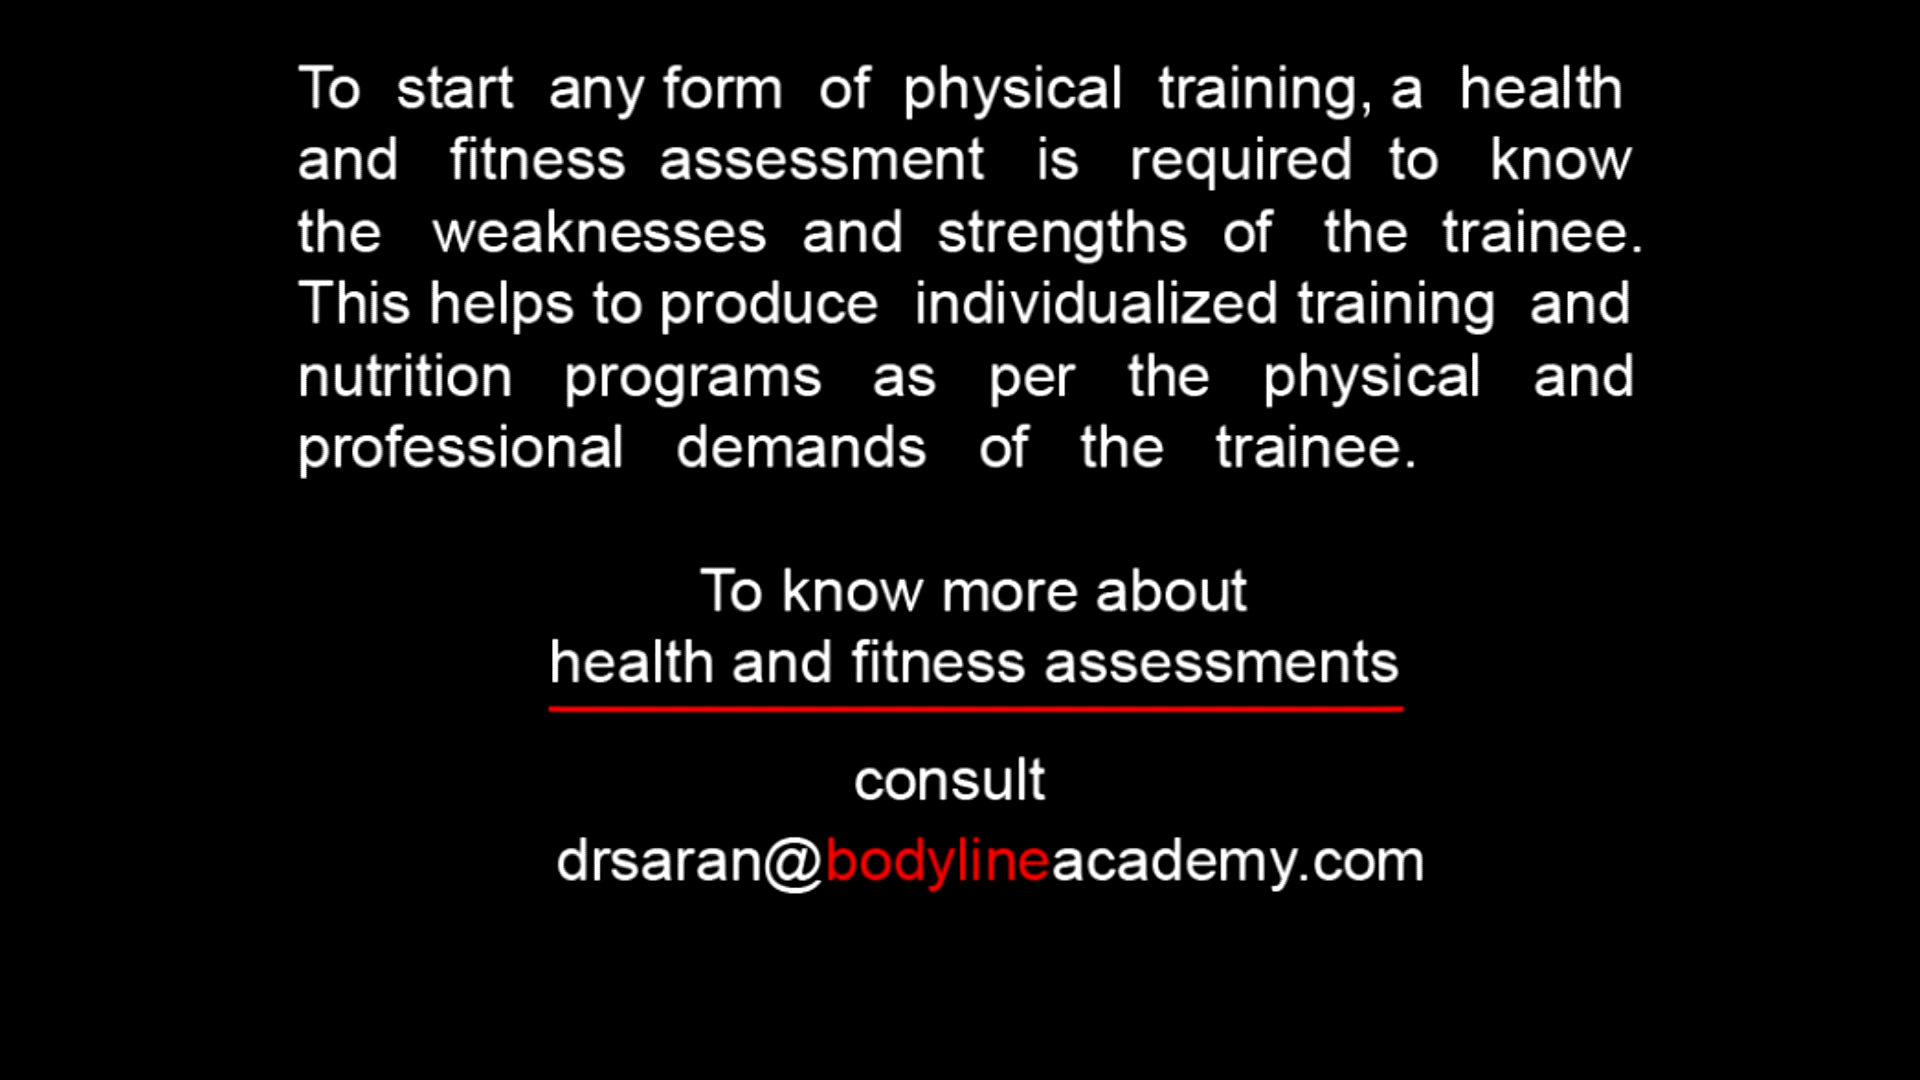 To start any form of physical training, a health
and fitness assessment is required to know
the weaknesses and strengths of the trainee.
This helps to produce individualized training and
nutrition programs as per the physical and
professional demands of the trainee.
To know more about
health and fitness assessments
consult
drsaran@bodylineacademy.com